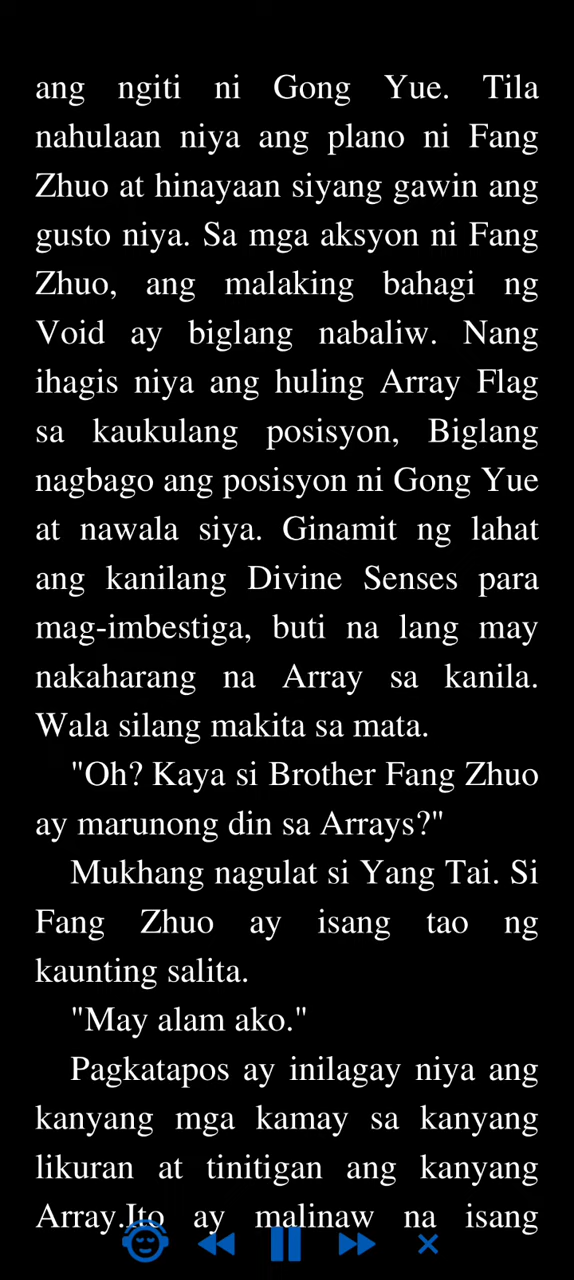 ang ngiti ni Gong Yue. Tila
nahulaan niya ang plano ni Fang
Zhuo at hinayaan siyang gawin ang
gusto niya. Sa mga aksyon ni Fang
Zhuo, ang malaking bahagi ng
Void ay biglang nabaliw. Nang
ihagis niya ang huling Array Flag
sa kaukulang posisyon, Biglang
nagbago ang posisyon ni Gong Yue
at nawala siya. Ginamit ng lahat
ang kanilang Divine Senses para
mag-imbestiga, buti na lang may
nakaharang na Array sa kanila.
Wala silang makita sa mata.
"Oh? Kaya si Brother Fang Zhuo
ay marunong din sa Arrays?"
Mukhang nagulat si Yang Tai. Si
Fang Zhuo ay isang tao ng
kaunting salita.
"May alam ako."
Pagkatapos ay inilagay niya ang
kanyang mga kamay sa kanyang
likuran at tinitigan ang kanyang
Array.Ito ay malinaw na isang